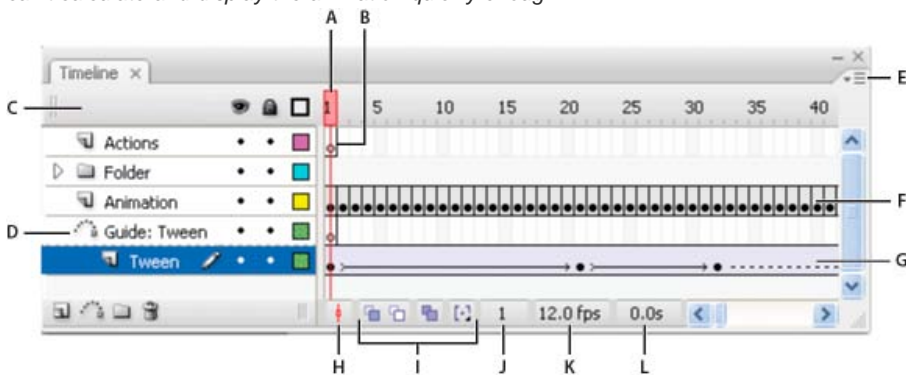 A B
Timeline ×
E
C
1 5 10 15 20 25 30 35 40
Actions
Folder
Animation
F
D
Guide: Tween
Tween
G
1 12.0 fps 0.0s
H I J K L